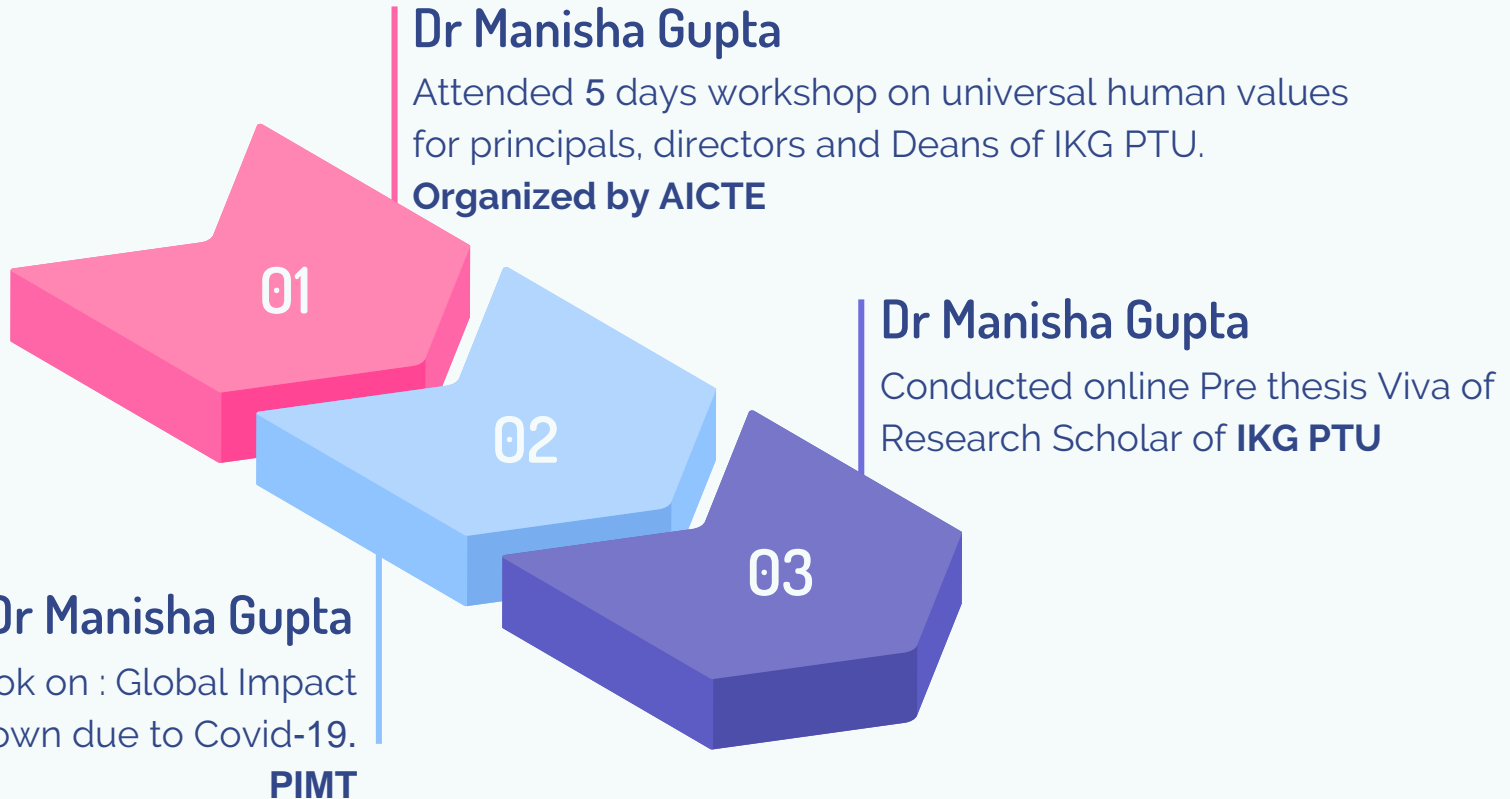 Dr Manisha Gupta
Attended 5 days workshop on universal human values
for principals, directors and Deans of IKG PTU.
Organized by AICTE
01
02
Dr Manisha Gupta
Conducted online Pre thesis Viva of
Research Scholar of IKG PTU
03
Dr Manisha Gupta
on : Global Impact
due to Covid-19.
PIMT